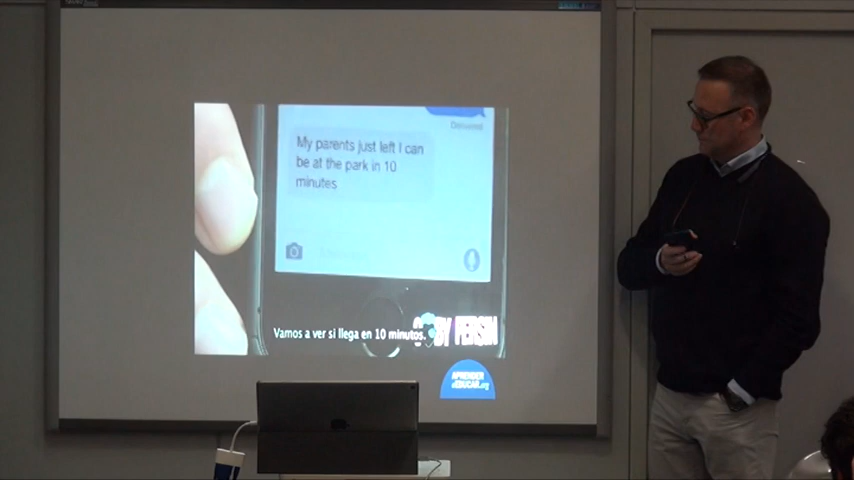 Delivered
My parents just left I can
be at the park in 10
minutes
Vamos a ver si llega en 10 minutos.
BY PERSIN
APRENDER
A EDUCAR.org